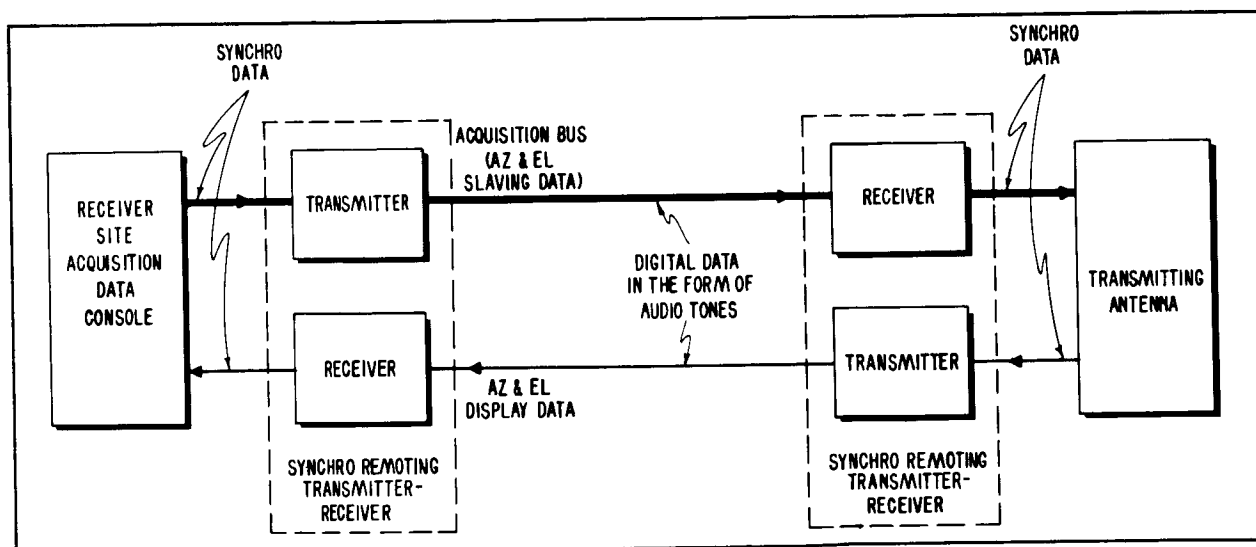 SYNCHRO
DATA
SYNCHRO
DATA
ACQUISITION BUS
(AZ & EL
SLAVING DATA)
RECEIVER
SITE
ACQUISITION
DATA
CONSOLE
TRANSMITTER
RECEIVER
DIGITAL DATA
IN THE FORM OF
AUDIO TONES
TRANSMITTING
ANTENNA
RECEIVER
AZ & EL
DISPLAY DATA
TRANSMITTER
SYNCHRO REMOTING
TRANSMITTER-
RECEIVER
SYNCHRO REMOTING
TRANSMITTER-
RECEIVER